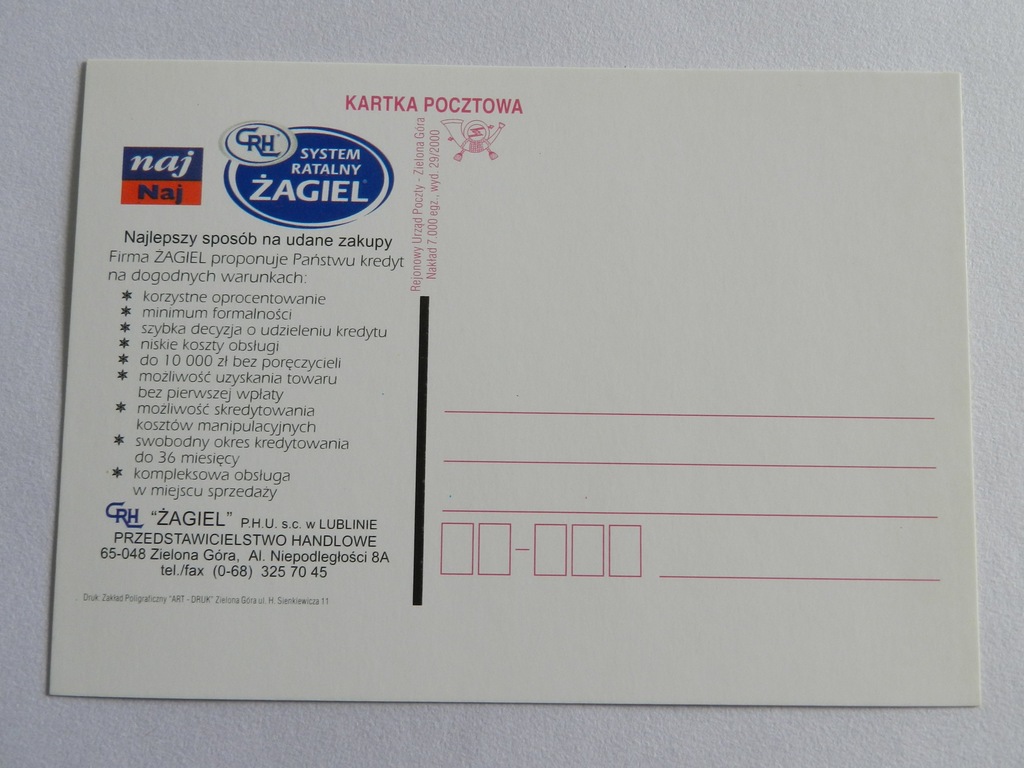 KARTKA POCZTOWA
Rejonowy Urząd Poczty - Zielona Góra
Nakład 7.000 egz., wyd. 29/2000
naj
Naj
CRH
SYSTEM
RATALNY
ŻAGIEL
Najlepszy sposób na udane zakupy
Firma ŻAGIEL proponuje Państwu kredyt
na dogodnych warunkach:
* korzystne oprocentowanie
* minimum formalności
* szybka decyzja o udzieleniu kredytu
* niskie koszty obsługi
* do 10 000 zł bez poręczycieli
* możliwość uzyskania towaru
bez pierwszej wpłaty
* możliwość skredytowania
kosztów manipulacyjnych
* swobodny okres kredytowania
do 36 miesięcy
* kompleksowa obsługa
w miejscu sprzedaży
CRH "ŻAGIEL" P.H.U. s.c. w LUBLINIE
PRZEDSTAWICIELSTWO HANDLOWE
65-048 Zielona Góra, Al. Niepodległości 8A
tel./fax (0-68) 325 70 45
Druk: Zakład Poligraficzny "ART - DRUK" Zielona Góra ul. H. Sienkiewicza 11